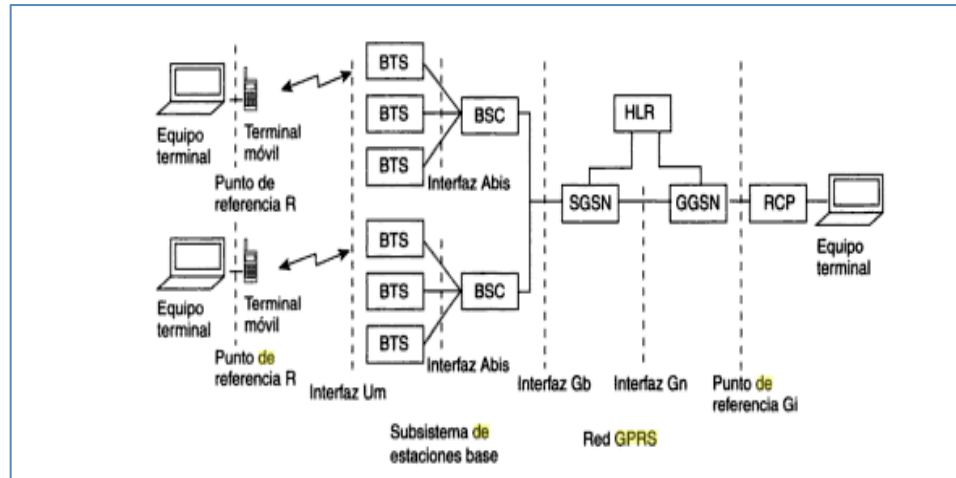 BTS
BTS
BTS
BSC
HLR
Equipo
terminal
Terminal
móvil
Punto de
referencia R
Interfaz Abis
SGSN
GGSN
RCP
Equipo
terminal
BTS
BTS
BTS
BSC
Equipo
terminal
Terminal
móvil
Punto de
referencia R
Interfaz Um
Interfaz Abis
Interfaz Gb
Interfaz Gn
Punto de
referencia Gi
Subsistema de
estaciones base
Red GPRS